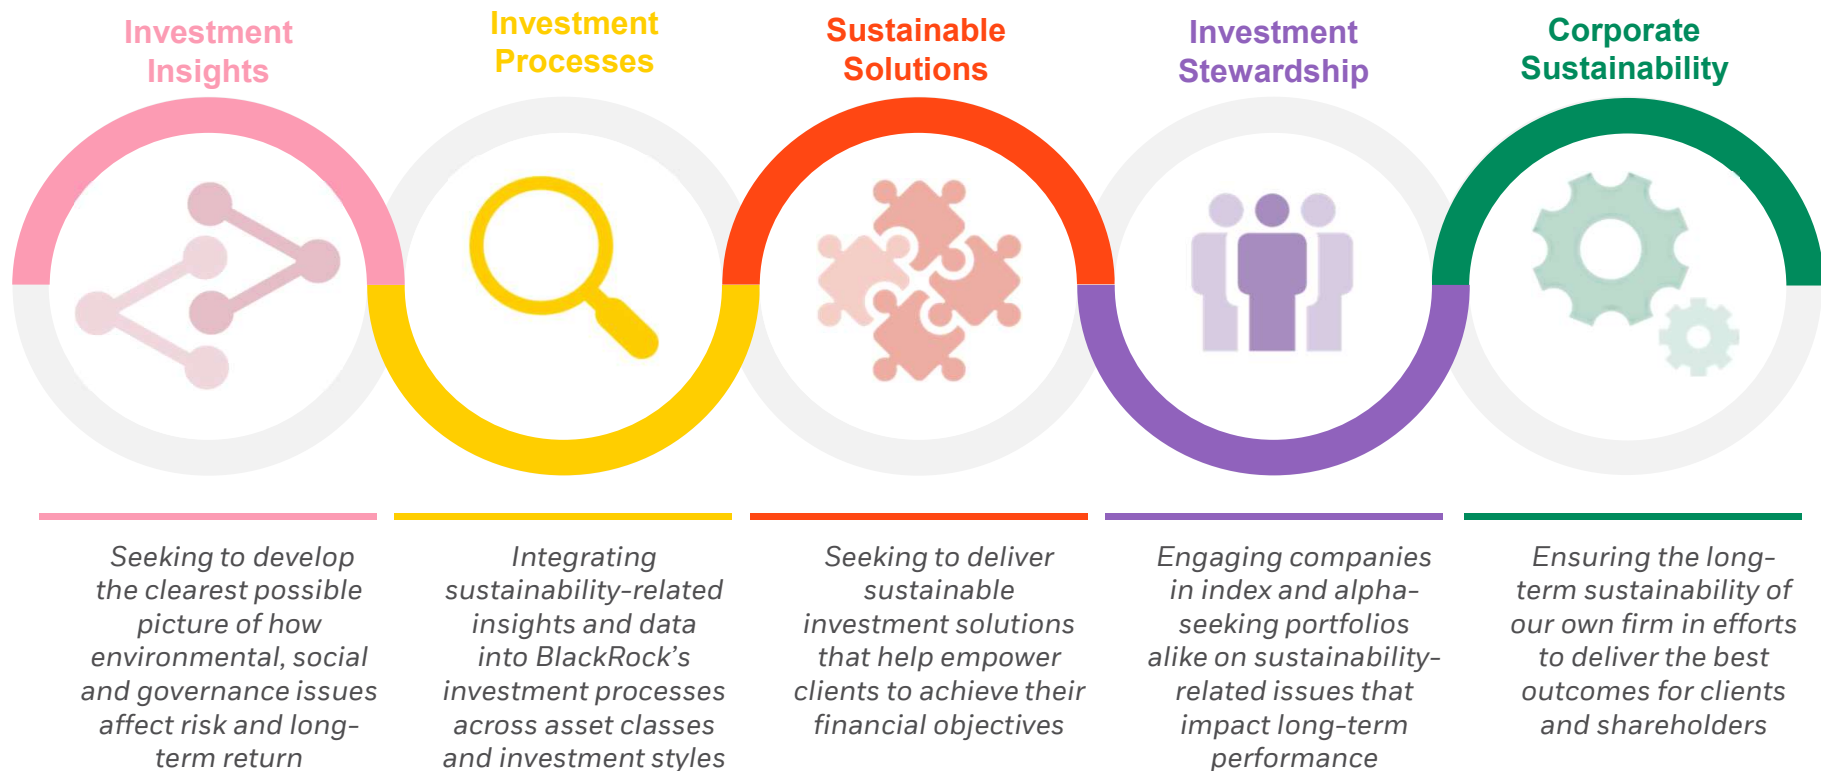 Investment
Insights
Investment
Processes
Sustainable
Solutions
Investment
Stewardship
Corporate
Sustainability
Seeking to develop
the clearest possible
picture of how
environmental, social
and governance issues
affect risk and long-
term return
Integrating
sustainability-related
insights and data
into BlackRock’s
investment processes
across asset classes
and investment styles
Seeking to deliver
sustainable
investment solutions
that help empower
clients to achieve their
financial objectives
Engaging companies
in index and alpha-
seeking portfolios
alike on sustainability-
related issues that
impact long-term
performance
Ensuring the long-
term sustainability of
our own firm in efforts
to deliver the best
outcomes for clients
and shareholders